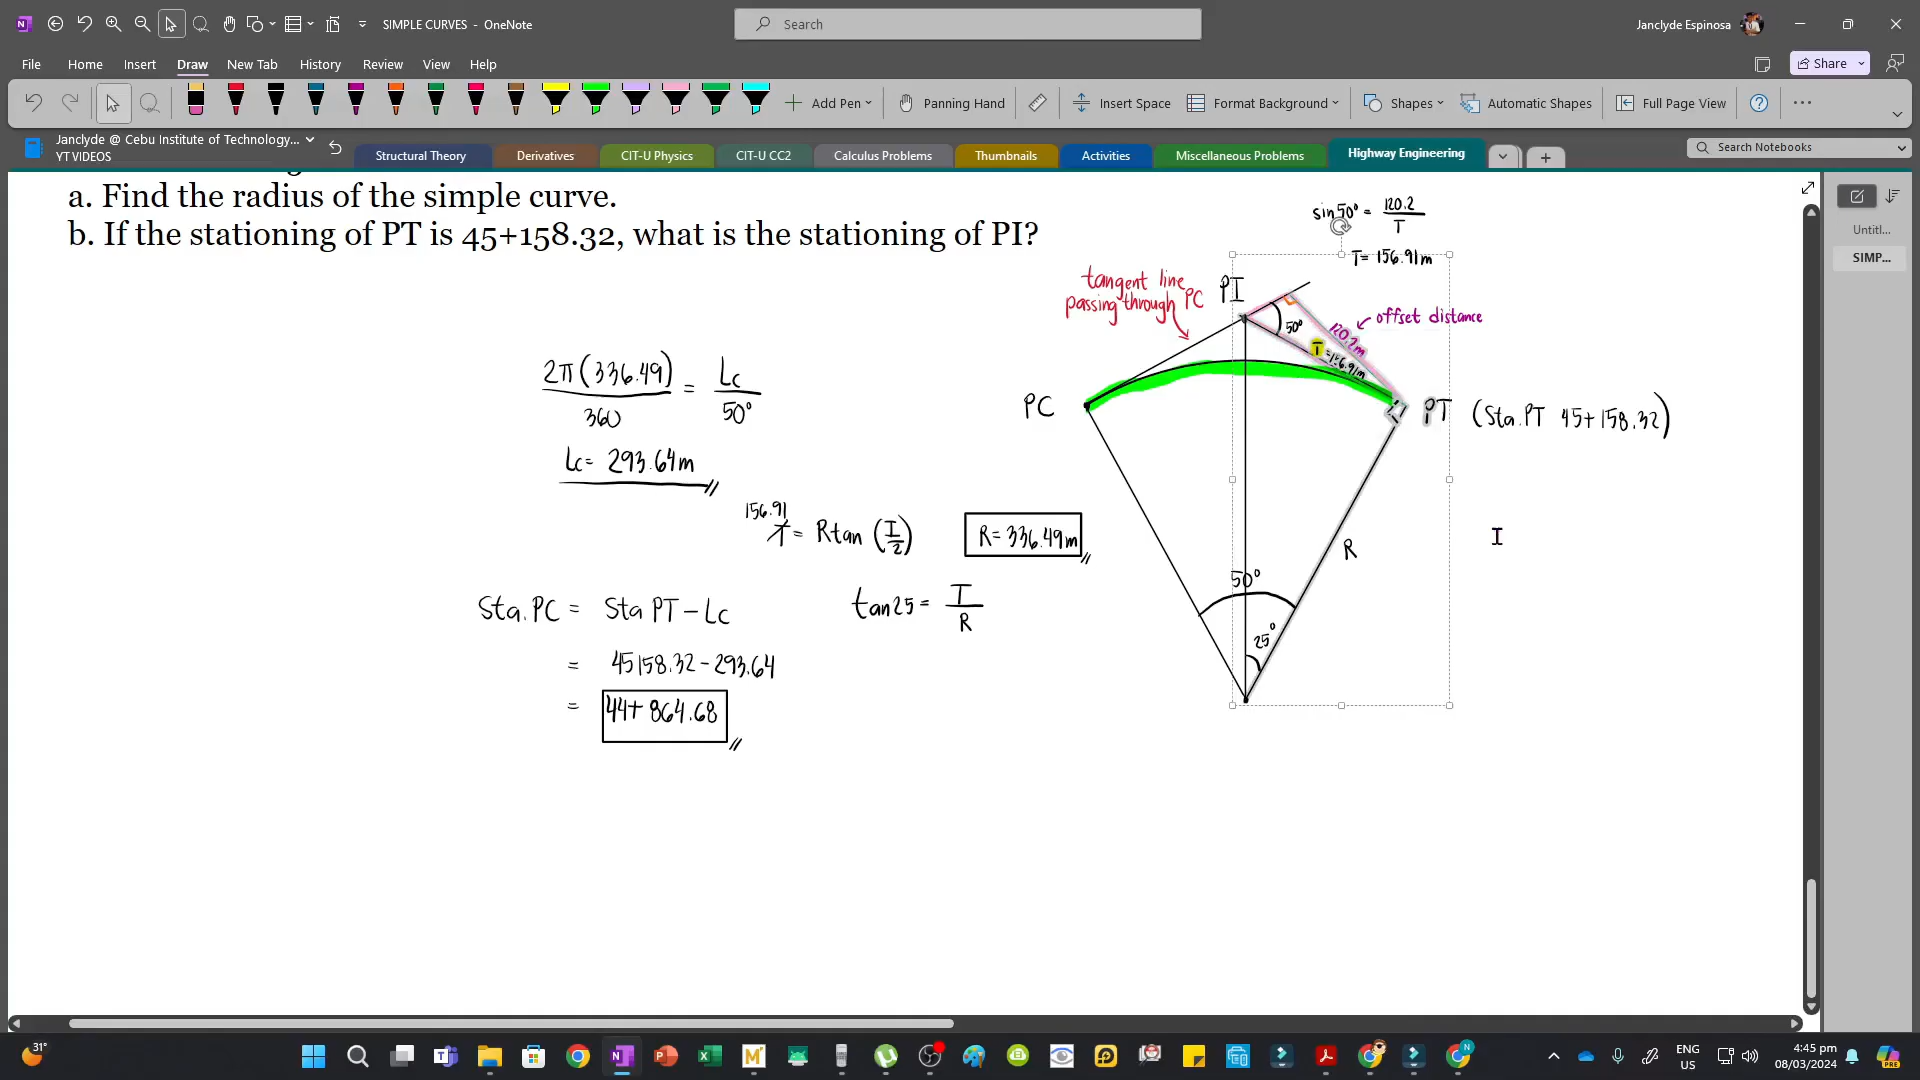 SIMPLE CURVES - OneNote
Search
Janclyde Espinosa
File Home Insert Draw New Tab History Review View Help
Share
Add Pen
Panning Hand
Insert Space
Format Background
Shapes
Automatic Shapes
Full Page View
Janclyde @ Cebu Institute of Technology...
YT VIDEOS
Structural Theory
Derivatives
CIT-U Physics
CIT-U CC2
Calculus Problems
Thumbnails
Activities
Miscellaneous Problems
Highway Engineering
Search Notebooks
Untitl...
SIMP...
a. Find the radius of the simple curve.
b. If the stationing of PT is 45+158.32, what is the stationing of PI?
sin50° = 120.2 / T
T= 156.91m
tangent line
passing through PC
PI
50°
120.2m
offset distance
T =156.91m
PC
PT (Sta.PT 45+158.32)
R
50°
25°
2π(336.49) / 360 = Lc / 50°
Lc= 293.64m
156.91
T = Rtan (I/2)
R= 336.49m
Sta.PC = Sta PT - Lc
tan25 = T / R
= 45158.32 - 293.64
= 44+ 864.68
31°
ENG
US
4:45 pm
08/03/2024